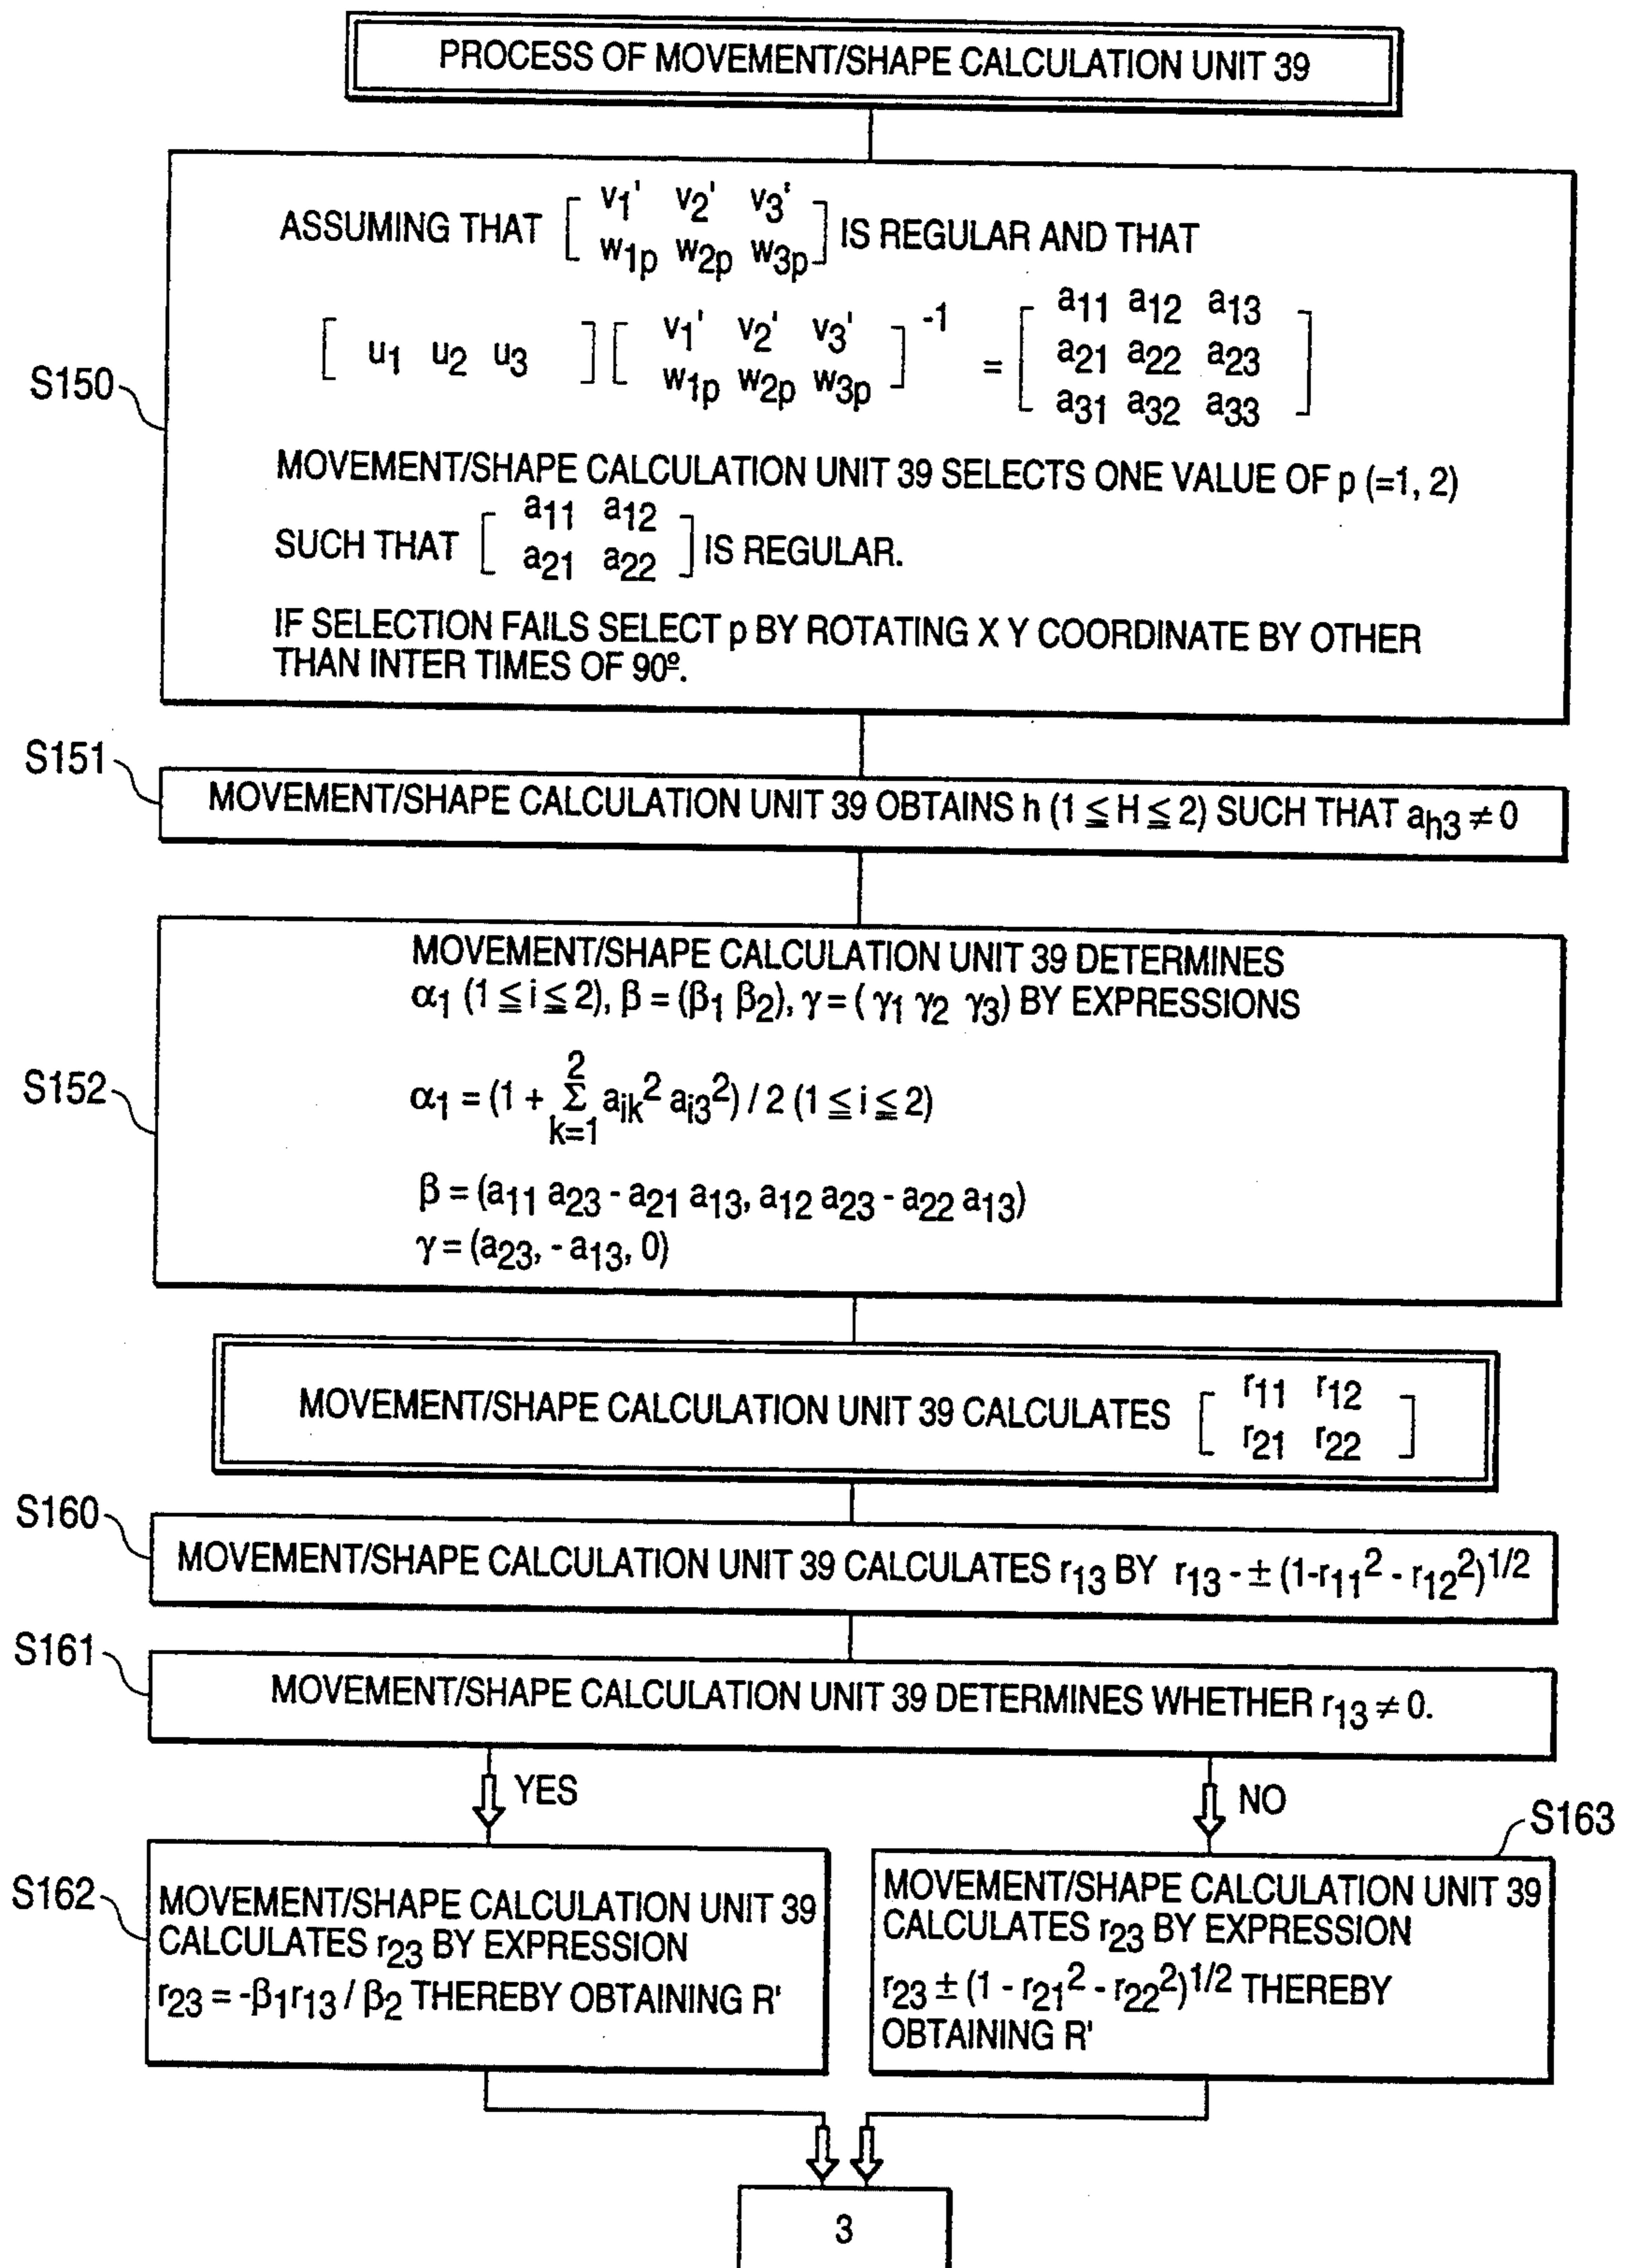 PROCESS OF MOVEMENT/SHAPE CALCULATION UNIT 39
S150
ASSUMING THAT [ v1' v2' v3'
w1p w2p w3p ] IS REGULAR AND THAT
[ u1 u2 u3 ] [ v1' v2' v3'
w1p w2p w3p ] -1 = [ a11 a12 a13
a21 a22 a23
a31 a32 a33 ]
MOVEMENT/SHAPE CALCULATION UNIT 39 SELECTS ONE VALUE OF p (=1, 2)
SUCH THAT [ a11 a12
a21 a22 ] IS REGULAR.
IF SELECTION FAILS SELECT p BY ROTATING X Y COORDINATE BY OTHER
THAN INTER TIMES OF 90º.
S151
MOVEMENT/SHAPE CALCULATION UNIT 39 OBTAINS h (1 ≦ H ≦ 2) SUCH THAT ah3 ≠ 0
S152
MOVEMENT/SHAPE CALCULATION UNIT 39 DETERMINES
α1 (1 ≦ i ≦ 2), β = (β1 β2), γ = ( γ1 γ2 γ3) BY EXPRESSIONS
α1 = (1 + 2 Σ k=1 aik2 ai32) / 2 (1 ≦ i ≦ 2)
β = (a11 a23 - a21 a13, a12 a23 - a22 a13)
γ = (a23, - a13, 0)
MOVEMENT/SHAPE CALCULATION UNIT 39 CALCULATES [ r11 r12
r21 r22 ]
S160
MOVEMENT/SHAPE CALCULATION UNIT 39 CALCULATES r13 BY r13 - ± (1-r11² - r12²)1/2
S161
MOVEMENT/SHAPE CALCULATION UNIT 39 DETERMINES WHETHER r13 ≠ 0.
YES
NO
S162
MOVEMENT/SHAPE CALCULATION UNIT 39
CALCULATES r23 BY EXPRESSION
r23 = -β1r13 / β2 THEREBY OBTAINING R'
S163
MOVEMENT/SHAPE CALCULATION UNIT 39
CALCULATES r23 BY EXPRESSION
r23 ± (1 - r21² - r22²)1/2 THEREBY
OBTAINING R'
3